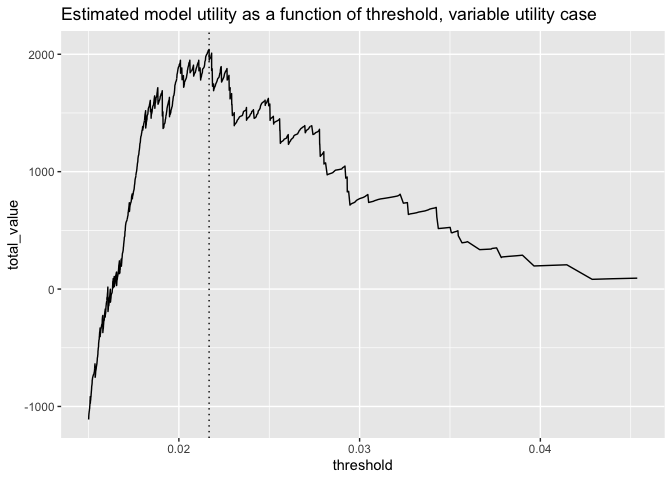 Estimated model utility as a function of threshold, variable utility case
total_value
2000
1000
0
-1000
0.02
0.03
0.04
threshold